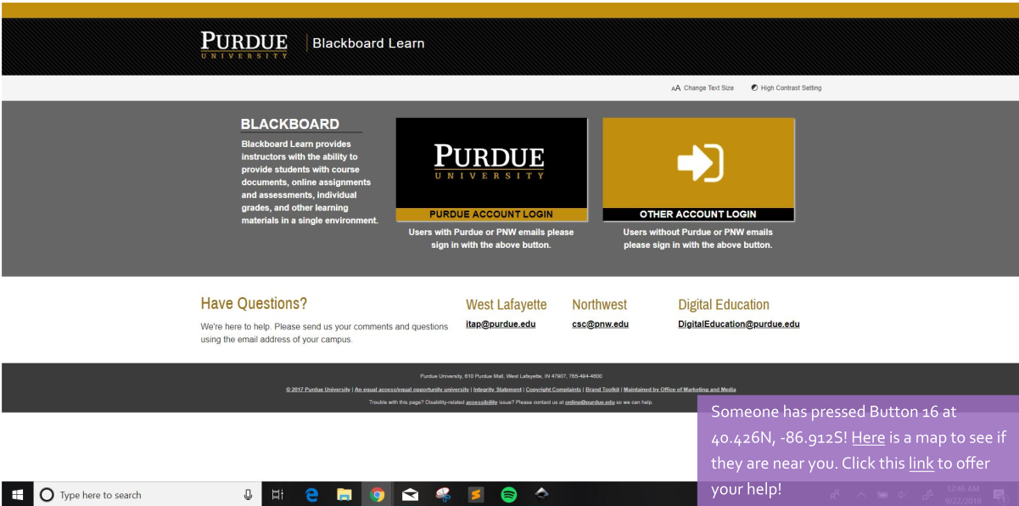 PURDUE
UNIVERSITY
Blackboard Learn
AA Change Text Size
High Contrast Setting
BLACKBOARD
Blackboard Learn provides
instructors with the ability to
provide students with course
documents, online assignments
and assessments, individual
grades, and other learning
materials in a single environment.
PURDUE
UNIVERSITY
PURDUE ACCOUNT LOGIN
Users with Purdue or PNW emails please
sign in with the above button.
OTHER ACCOUNT LOGIN
Users without Purdue or PNW emails
please sign in with the above button.
Have Questions?
We're here to help. Please send us your comments and questions
using the email address of your campus.
West Lafayette
itap@purdue.edu
Northwest
csc@pnw.edu
Digital Education
DigitalEducation@purdue.edu
Purdue University, 610 Purdue Mall, West Lafayette, IN 47907, 765-494-4600
© 2017 Purdue University | An equal access/equal opportunity university | Integrity Statement | Copyright Complaints | Brand Toolkit | Maintained by Office of Marketing and Media
Trouble with this page? Disability-related accessibility issue? Please contact us at online@purdue.edu so we can help.
Someone has pressed Button 16 at
40.426N, -86.912S! Here is a map to see if
they are near you. Click this link to offer
your help!
Type here to search
12:46 AM
9/22/2018